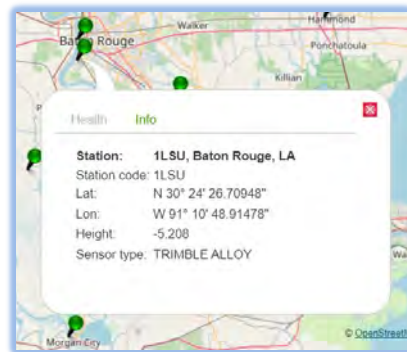 Walker
Hammond
Baton Rouge
Ponchatoula
Killian
P
Health Info
Station: 1LSU, Baton Rouge, LA
Station code: 1LSU
Lat: N 30° 24' 26.70948"
Lon: W 91° 10' 48.91478"
Height: -5.208
Sensor type: TRIMBLE ALLOY
Wa
Morgan City
© OpenStreetM